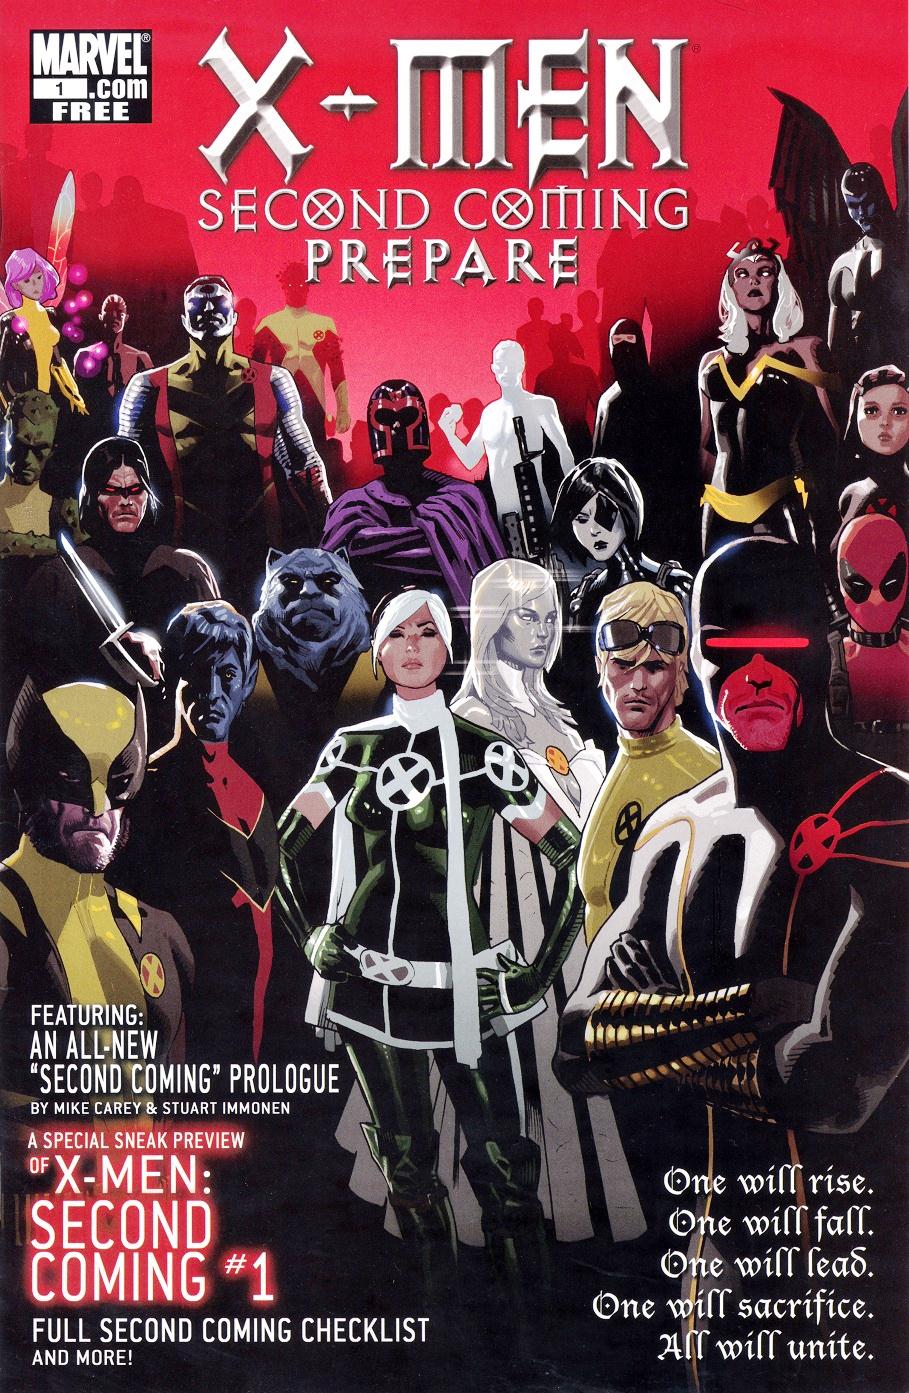 MARVEL®
1 .com
FREE
X-MEN®
SECOND COMING
PREPARE
FEATURING:
AN ALL-NEW
“SECOND COMING” PROLOGUE
BY MIKE CAREY & STUART IMMONEN
A SPECIAL SNEAK PREVIEW
OF X-MEN:
SECOND
COMING #1
FULL SECOND COMING CHECKLIST
AND MORE!
One will rise.
One will fall.
One will lead.
One will sacrifice.
All will unite.